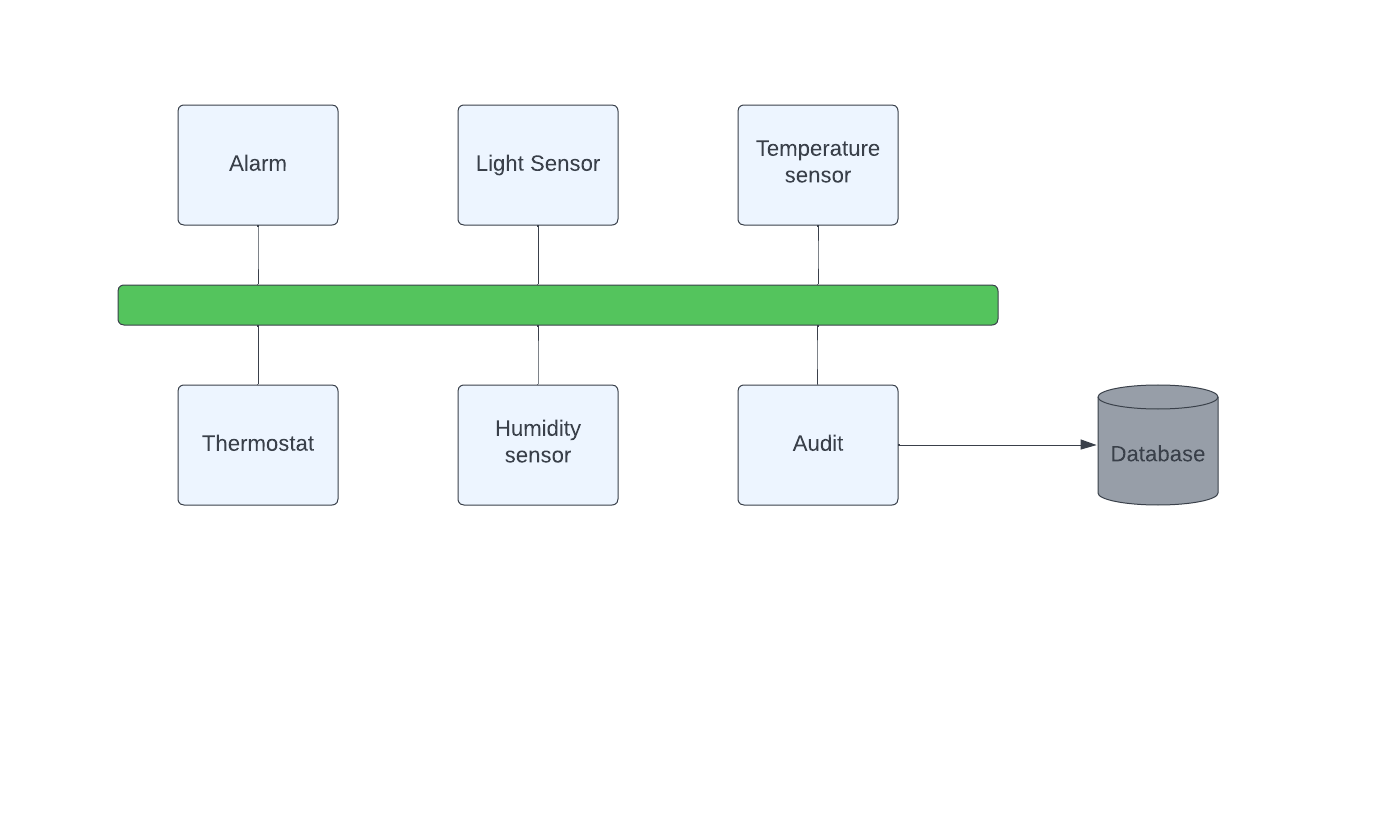 Alarm
Light Sensor
Temperature
sensor
Thermostat
Humidity
sensor
Audit
Database